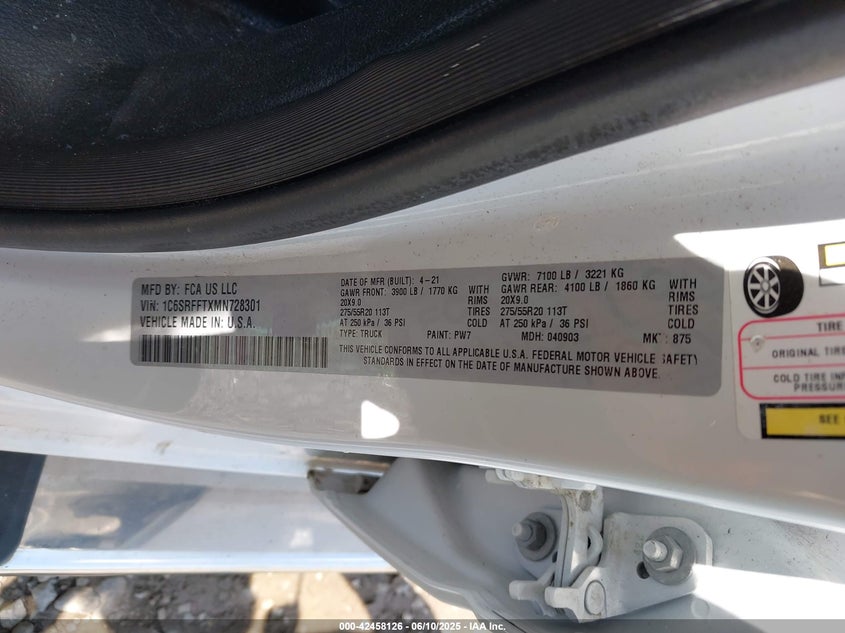 MFD BY: FCA US LLC
VIN: 1C6SRFFTXMN728301
VEHICLE MADE IN: U.S.A.
DATE OF MFR (BUILT): 4-21
GAWR FRONT: 3900 LB / 1770 KG WITH
20X9.0 RIMS
275/55R20 113T TIRES
AT 250 kPa / 36 PSI COLD
TYPE: TRUCK PAINT: PW7
GVWR: 7100 LB / 3221 KG
GAWR REAR: 4100 LB / 1860 KG WITH
20X9.0 RIMS
275/55R20 113T TIRES
AT 250 kPa / 36 PSI COLD
MDH: 040903 MK : 875
THIS VEHICLE CONFORMS TO ALL APPLICABLE U.S.A. FEDERAL MOTOR VEHICLE SAFETY
STANDARDS IN EFFECT ON THE DATE OF MANUFACTURE SHOWN ABOVE.
TIRE
ORIGINAL TIRE
COLD TIRE
PRESSURE
SEE
000-42458126 - 06/10/2025 - IAA Inc.